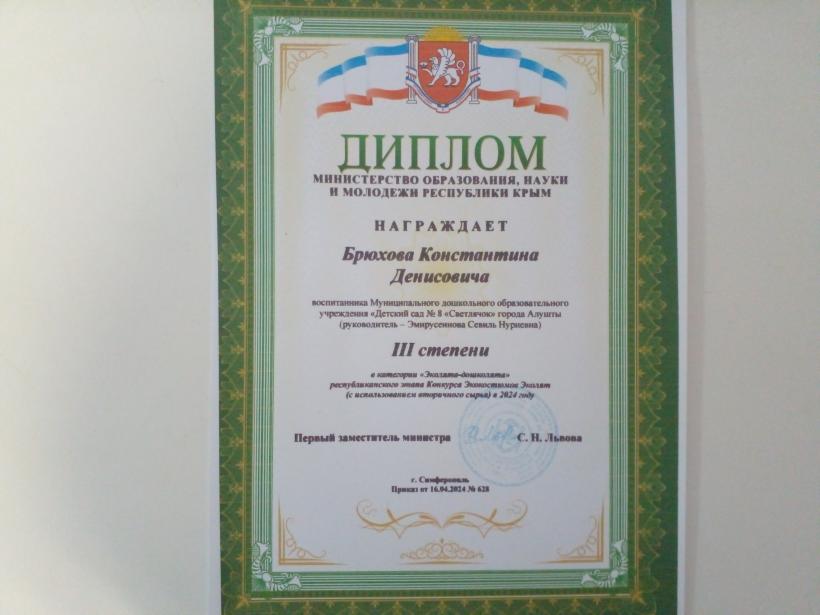 ДИПЛОМ
МИНИСТЕРСТВО ОБРАЗОВАНИЯ, НАУКИ
И МОЛОДЕЖИ РЕСПУБЛИКИ КРЫМ
НАГРАЖДАЕТ
Брюхова Константина
Денисовича
воспитанника Муниципального дошкольного образовательного
учреждения «Детский сад № 8 «Светлячок» города Алушты
(руководитель – Эмирусеинова Севиль Нуриевна)
III степени
в категории «Эколята-дошколята»
республиканского этапа Конкурса Экокостюмов Эколят
(с использованием вторичного сырья) в 2024 году
Первый заместитель министра С. Н. Львова
г. Симферополь
Приказ от 16.04.2024 № 628